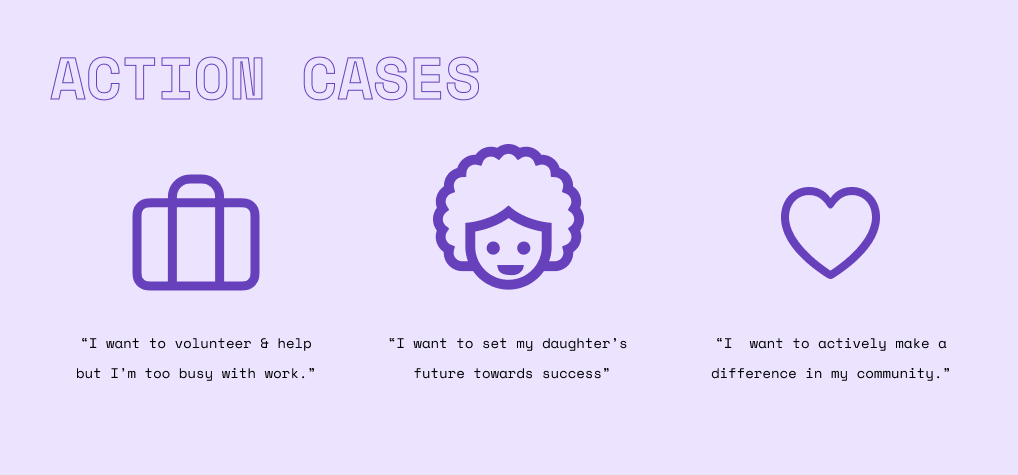 ACTION CASES
“I want to volunteer & help
but I’m too busy with work.”
“I want to set my daughter’s
future towards success”
“I  want to actively make a
difference in my community.”